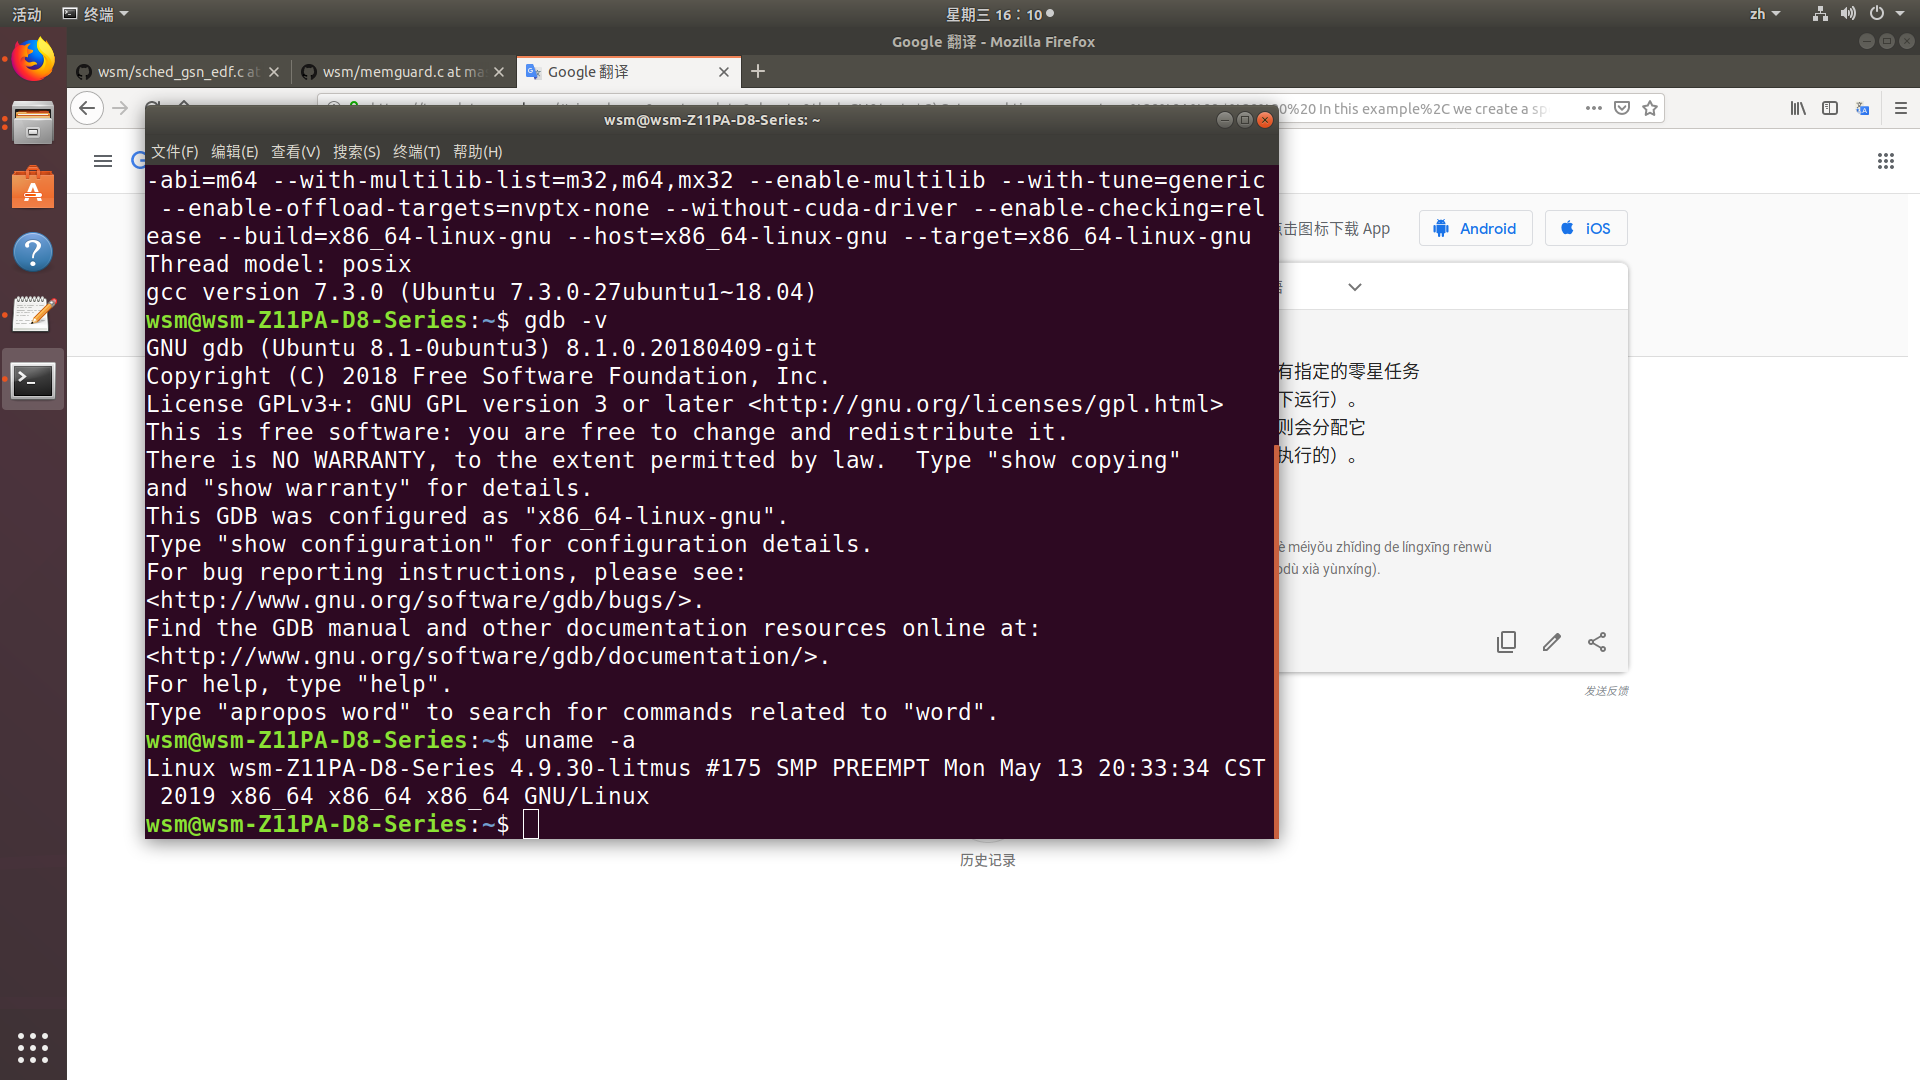 活动 终端 星期三 16：10 zh
Google 翻译 - Mozilla Firefox
wsm/sched_gsn_edf.c at wsm/memguard.c at ma Google 翻译
0%20 In this example%2C we create a sp
wsm@wsm-Z11PA-D8-Series: ~
文件(F) 编辑(E) 查看(V) 搜索(S) 终端(T) 帮助(H)
-abi=m64 --with-multilib-list=m32,m64,mx32 --enable-multilib --with-tune=generic
--enable-offload-targets=nvptx-none --without-cuda-driver --enable-checking=rel
ease --build=x86_64-linux-gnu --host=x86_64-linux-gnu --target=x86_64-linux-gnu
Thread model: posix
gcc version 7.3.0 (Ubuntu 7.3.0-27ubuntu1~18.04)
wsm@wsm-Z11PA-D8-Series:~$ gdb -v
GNU gdb (Ubuntu 8.1-0ubuntu3) 8.1.0.20180409-git
Copyright (C) 2018 Free Software Foundation, Inc.
License GPLv3+: GNU GPL version 3 or later <http://gnu.org/licenses/gpl.html>
This is free software: you are free to change and redistribute it.
There is NO WARRANTY, to the extent permitted by law.  Type "show copying"
and "show warranty" for details.
This GDB was configured as "x86_64-linux-gnu".
Type "show configuration" for configuration details.
For bug reporting instructions, please see:
<http://www.gnu.org/software/gdb/bugs/>.
Find the GDB manual and other documentation resources online at:
<http://www.gnu.org/software/gdb/documentation/>.
For help, type "help".
Type "apropos word" to search for commands related to "word".
wsm@wsm-Z11PA-D8-Series:~$ uname -a
Linux wsm-Z11PA-D8-Series 4.9.30-litmus #175 SMP PREEMPT Mon May 13 20:33:34 CST
2019 x86_64 x86_64 x86_64 GNU/Linux
wsm@wsm-Z11PA-D8-Series:~$
击图标下载 App Android iOS
有指定的零星任务
下运行）。
则会分配它
执行的）。
è méiyǒu zhǐdìng de língxīng rènwù
dù xià yùnxíng).
发送反馈
历史记录